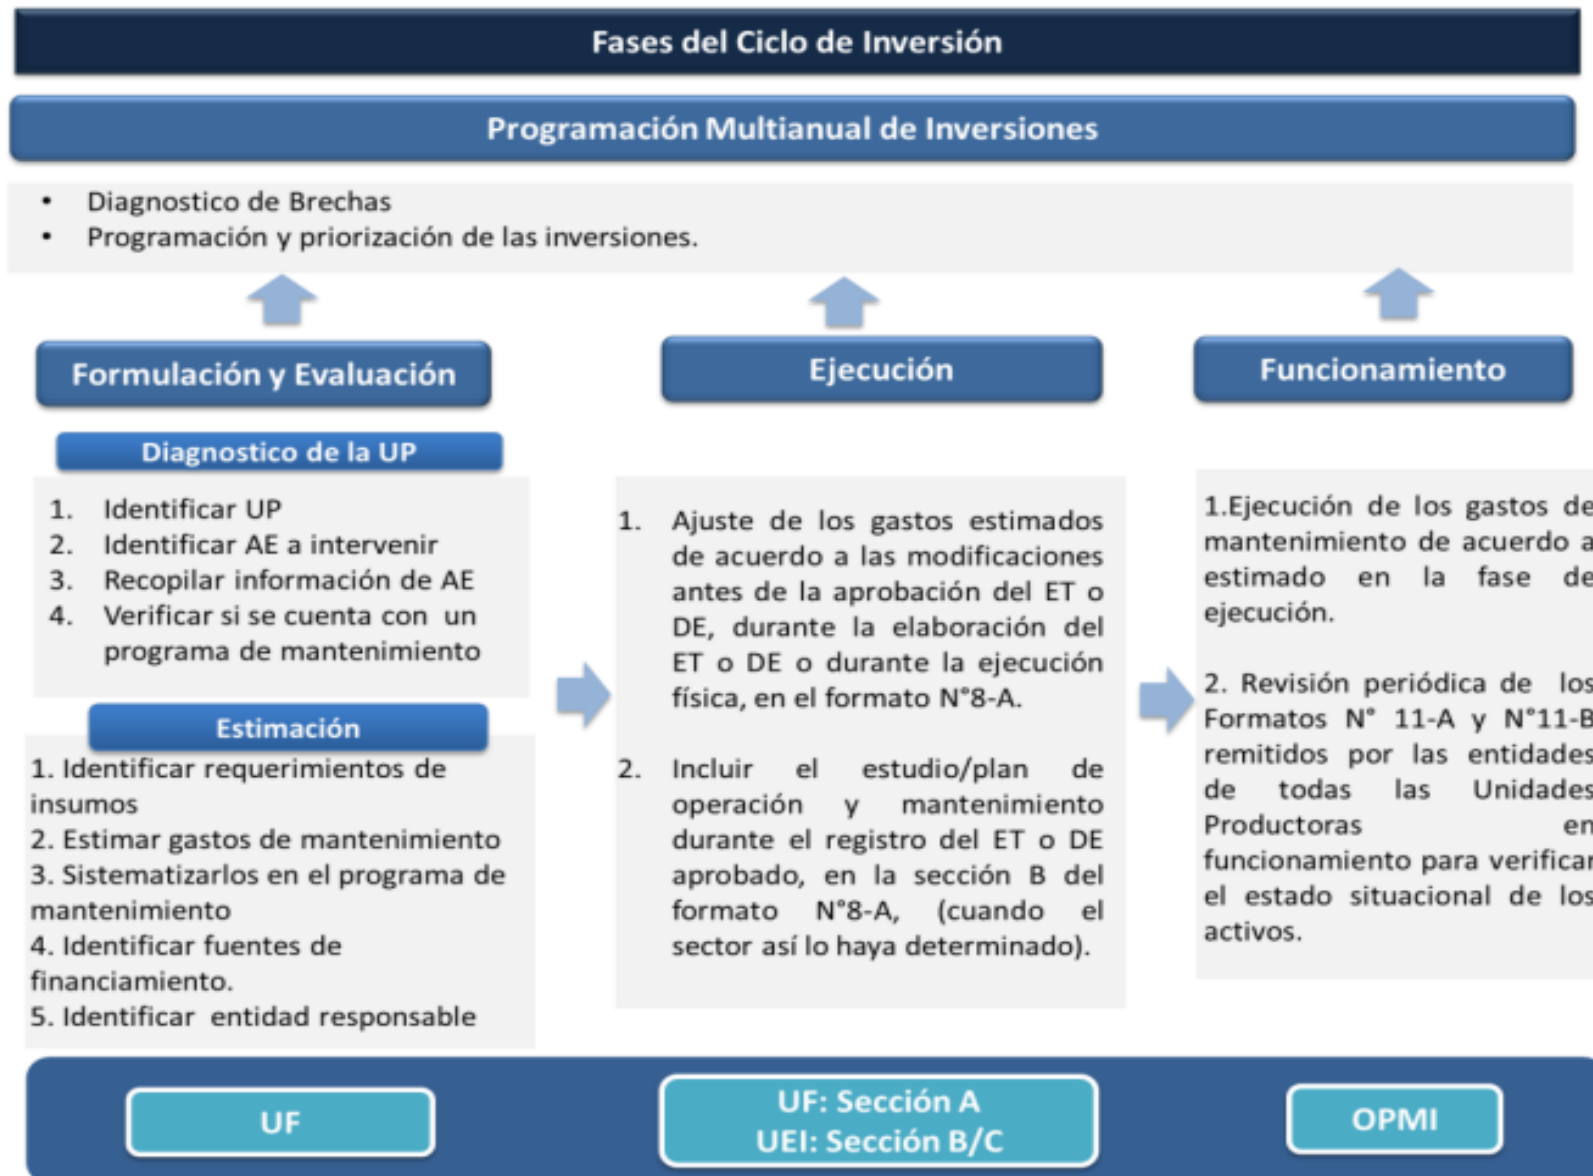 Fases del Ciclo de Inversión
Programación Multianual de Inversiones
• Diagnostico de Brechas
• Programación y priorización de las inversiones.
Formulación y Evaluación
Diagnostico de la UP
1. Identificar UP
2. Identificar AE a intervenir
3. Recopilar información de AE
4. Verificar si se cuenta con un
programa de mantenimiento
Estimación
1. Identificar requerimientos de
insumos
2. Estimar gastos de mantenimiento
3. Sistematizarlos en el programa de
mantenimiento
4. Identificar fuentes de
financiamiento.
5. Identificar entidad responsable
UF
Ejecución
1. Ajuste de los gastos estimados
de acuerdo a las modificaciones
antes de la aprobación del ET o
DE, durante la elaboración del
ET o DE o durante la ejecución
física, en el formato N°8-A.
2. Incluir el estudio/plan de
operación y mantenimiento
durante el registro del ET o DE
aprobado, en la sección B del
formato N°8-A, (cuando el
sector así lo haya determinado).
UF: Sección A
UEI: Sección B/C
Funcionamiento
1.Ejecución de los gastos de
mantenimiento de acuerdo a
estimado en la fase de
ejecución.
2. Revisión periódica de los
Formatos N° 11-A y N°11-B
remitidos por las entidades
de todas las Unidades
Productoras en
funcionamiento para verificar
el estado situacional de los
activos.
OPMI